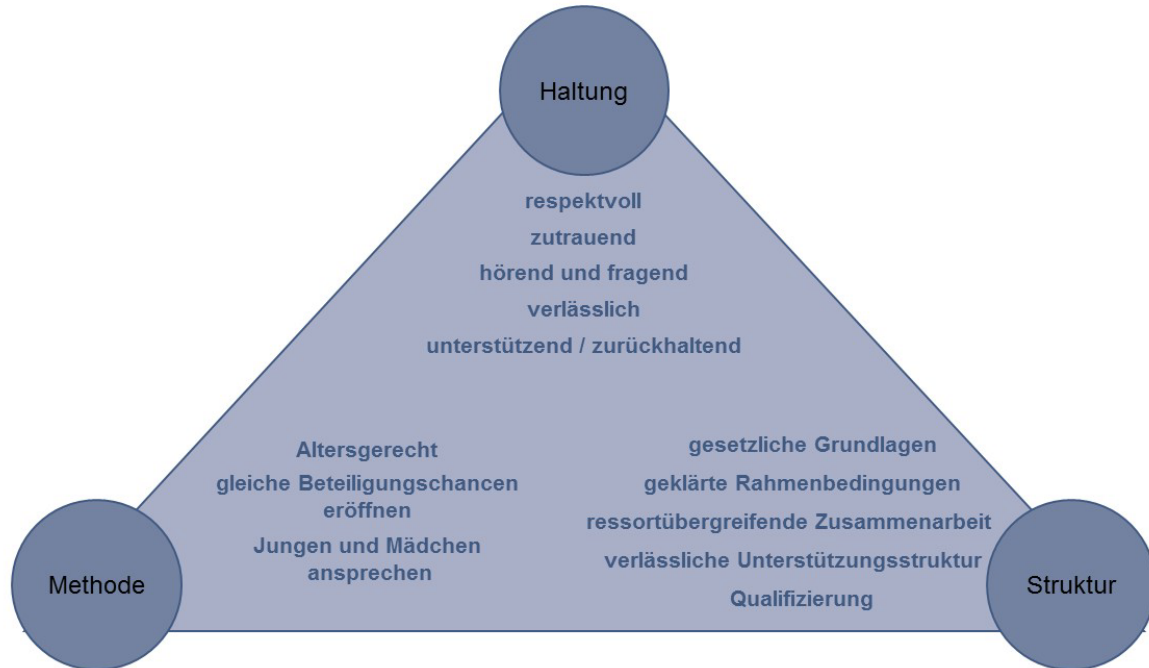 Haltung
respektvoll
zutrauend
hörend und fragend
verlässlich
unterstützend / zurückhaltend
Altersgerecht
gleiche Beteiligungschancen
eröffnen
Jungen und Mädchen
ansprechen
Methode
gesetzliche Grundlagen
geklärte Rahmenbedingungen
ressortübergreifende Zusammenarbeit
verlässliche Unterstützungsstruktur
Qualifizierung
Struktur